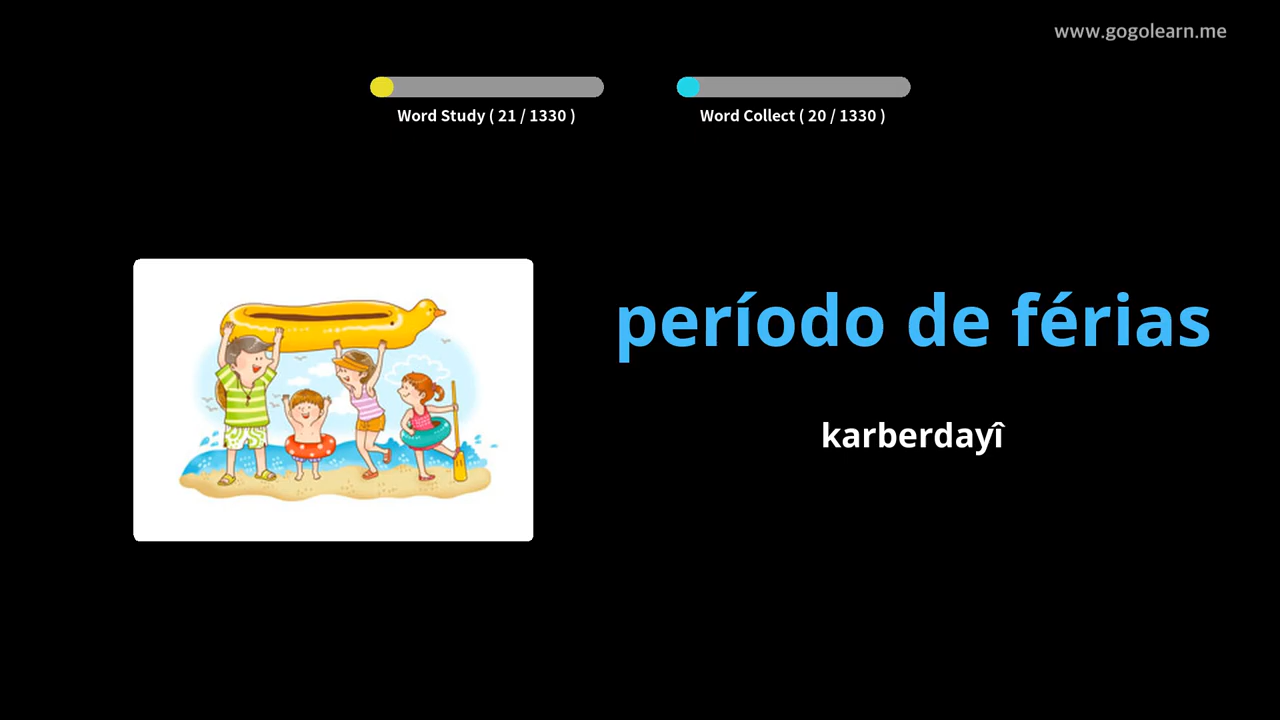 www.gogolearn.me
Word Study ( 21 / 1330 )
Word Collect ( 20 / 1330 )
período de férias
karberdayî